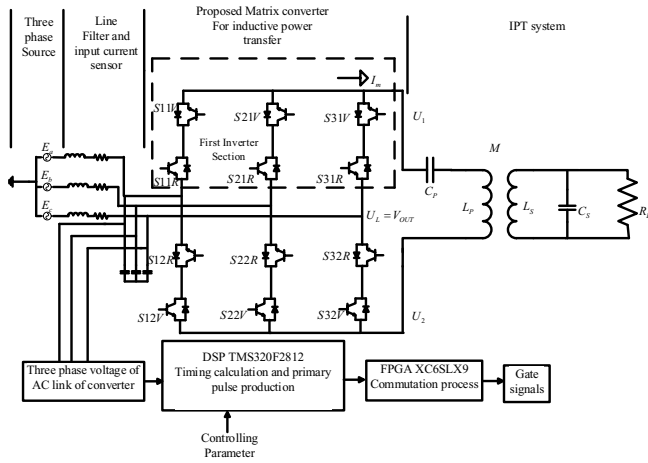 Three
phase
Source
Line
Filter and
input current
sensor
Proposed Matrix converter
For inductive power
transfer
IPT system
I_m
S11V
S21V
S31V
U_1
First Inverter
Section
S11R
S21R
S31R
E_a
E_b
E_c
C_P
M
L_P
L_S
C_S
U_L = V_OUT
S12R
S22R
S32R
S12V
S22V
S32V
U_2
Three phase voltage of
AC link of converter
DSP TMS320F2812
Timing calculation and primary
pulse production
FPGA XC6SLX9
Commutation process
Gate
signals
Controlling
Parameter